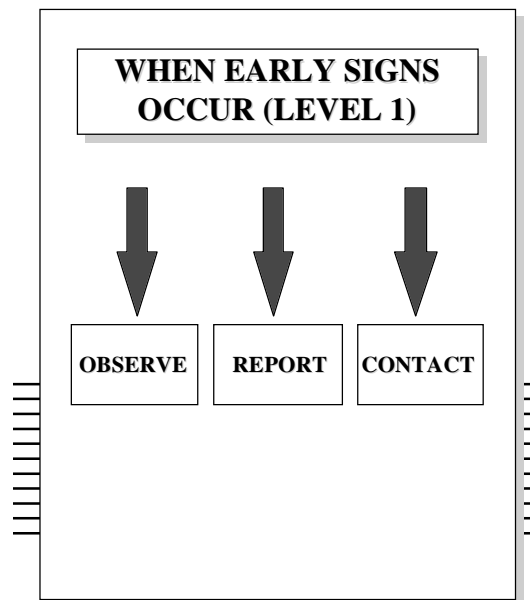 WHEN EARLY SIGNS
OCCUR (LEVEL 1)
OBSERVE
REPORT
CONTACT